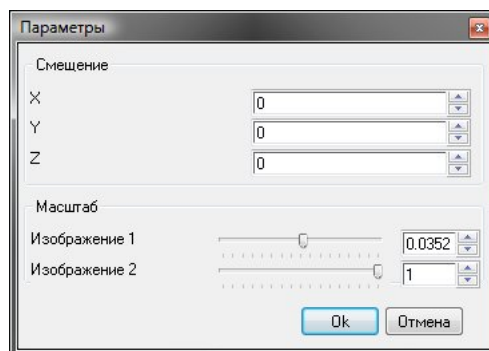 Параметры
Смещение
X 0
Y 0
Z 0
Масштаб
Изображение 1 0.0352
Изображение 2 1
Ok Отмена